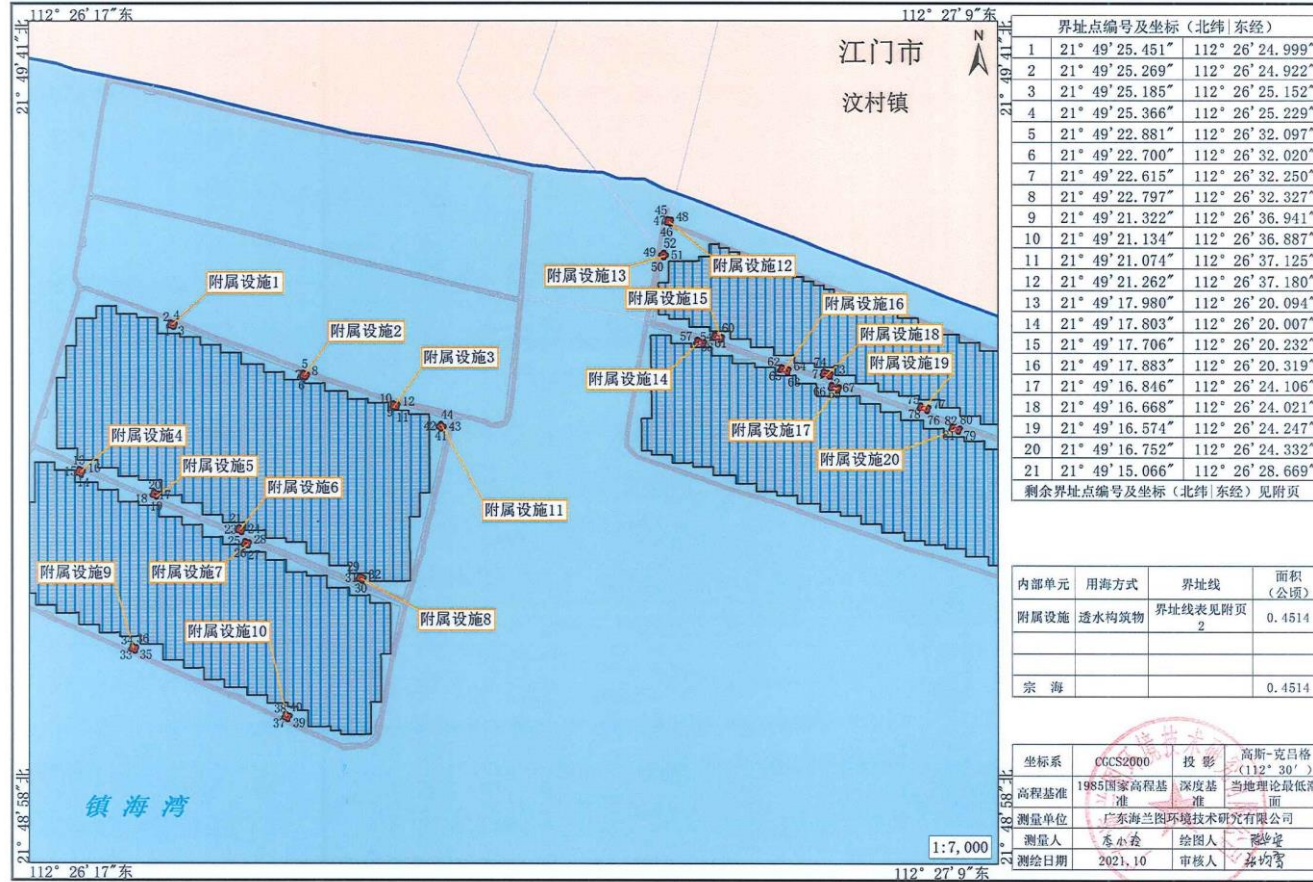 112° 26′17″东
112° 27′9″东
21° 49′41″北
21° 49′41″北
江门市
N
汶村镇
附属设施1
附属设施2
附属设施3
附属设施4
附属设施5
附属设施6
附属设施7
附属设施8
附属设施9
附属设施10
附属设施11
附属设施12
附属设施13
附属设施14
附属设施15
附属设施16
附属设施17
附属设施18
附属设施19
附属设施20
镇海湾
1:7,000
21° 48′58″北
21° 48′58″北
112° 26′17″东
112° 27′9″东
界址点编号及坐标（北纬|东经）
1 21° 49′25.451″ 112° 26′24.999″
2 21° 49′25.269″ 112° 26′24.922″
3 21° 49′25.185″ 112° 26′25.152″
4 21° 49′25.366″ 112° 26′25.229″
5 21° 49′22.881″ 112° 26′32.097″
6 21° 49′22.700″ 112° 26′32.020″
7 21° 49′22.615″ 112° 26′32.250″
8 21° 49′22.797″ 112° 26′32.327″
9 21° 49′21.322″ 112° 26′36.941″
10 21° 49′21.134″ 112° 26′36.887″
11 21° 49′21.074″ 112° 26′37.125″
12 21° 49′21.262″ 112° 26′37.180″
13 21° 49′17.980″ 112° 26′20.094″
14 21° 49′17.803″ 112° 26′20.007″
15 21° 49′17.706″ 112° 26′20.232″
16 21° 49′17.883″ 112° 26′20.319″
17 21° 49′16.846″ 112° 26′24.106″
18 21° 49′16.668″ 112° 26′24.021″
19 21° 49′16.574″ 112° 26′24.247″
20 21° 49′16.752″ 112° 26′24.332″
21 21° 49′15.066″ 112° 26′28.669″
剩余界址点编号及坐标（北纬|东经）见附页
内部单元 用海方式 界址线 面积（公顷）
附属设施 透水构筑物 界址线表见附页2 0.4514
宗海 0.4514
坐标系 CGCS2000 投影 高斯-克吕格（112° 30′）
高程基准 1985国家高程基准 深度基准 当地理论最低潮面
测量单位 广东海兰图环境技术研究有限公司
测量人 绘图人
测绘日期 2021.10 审核人